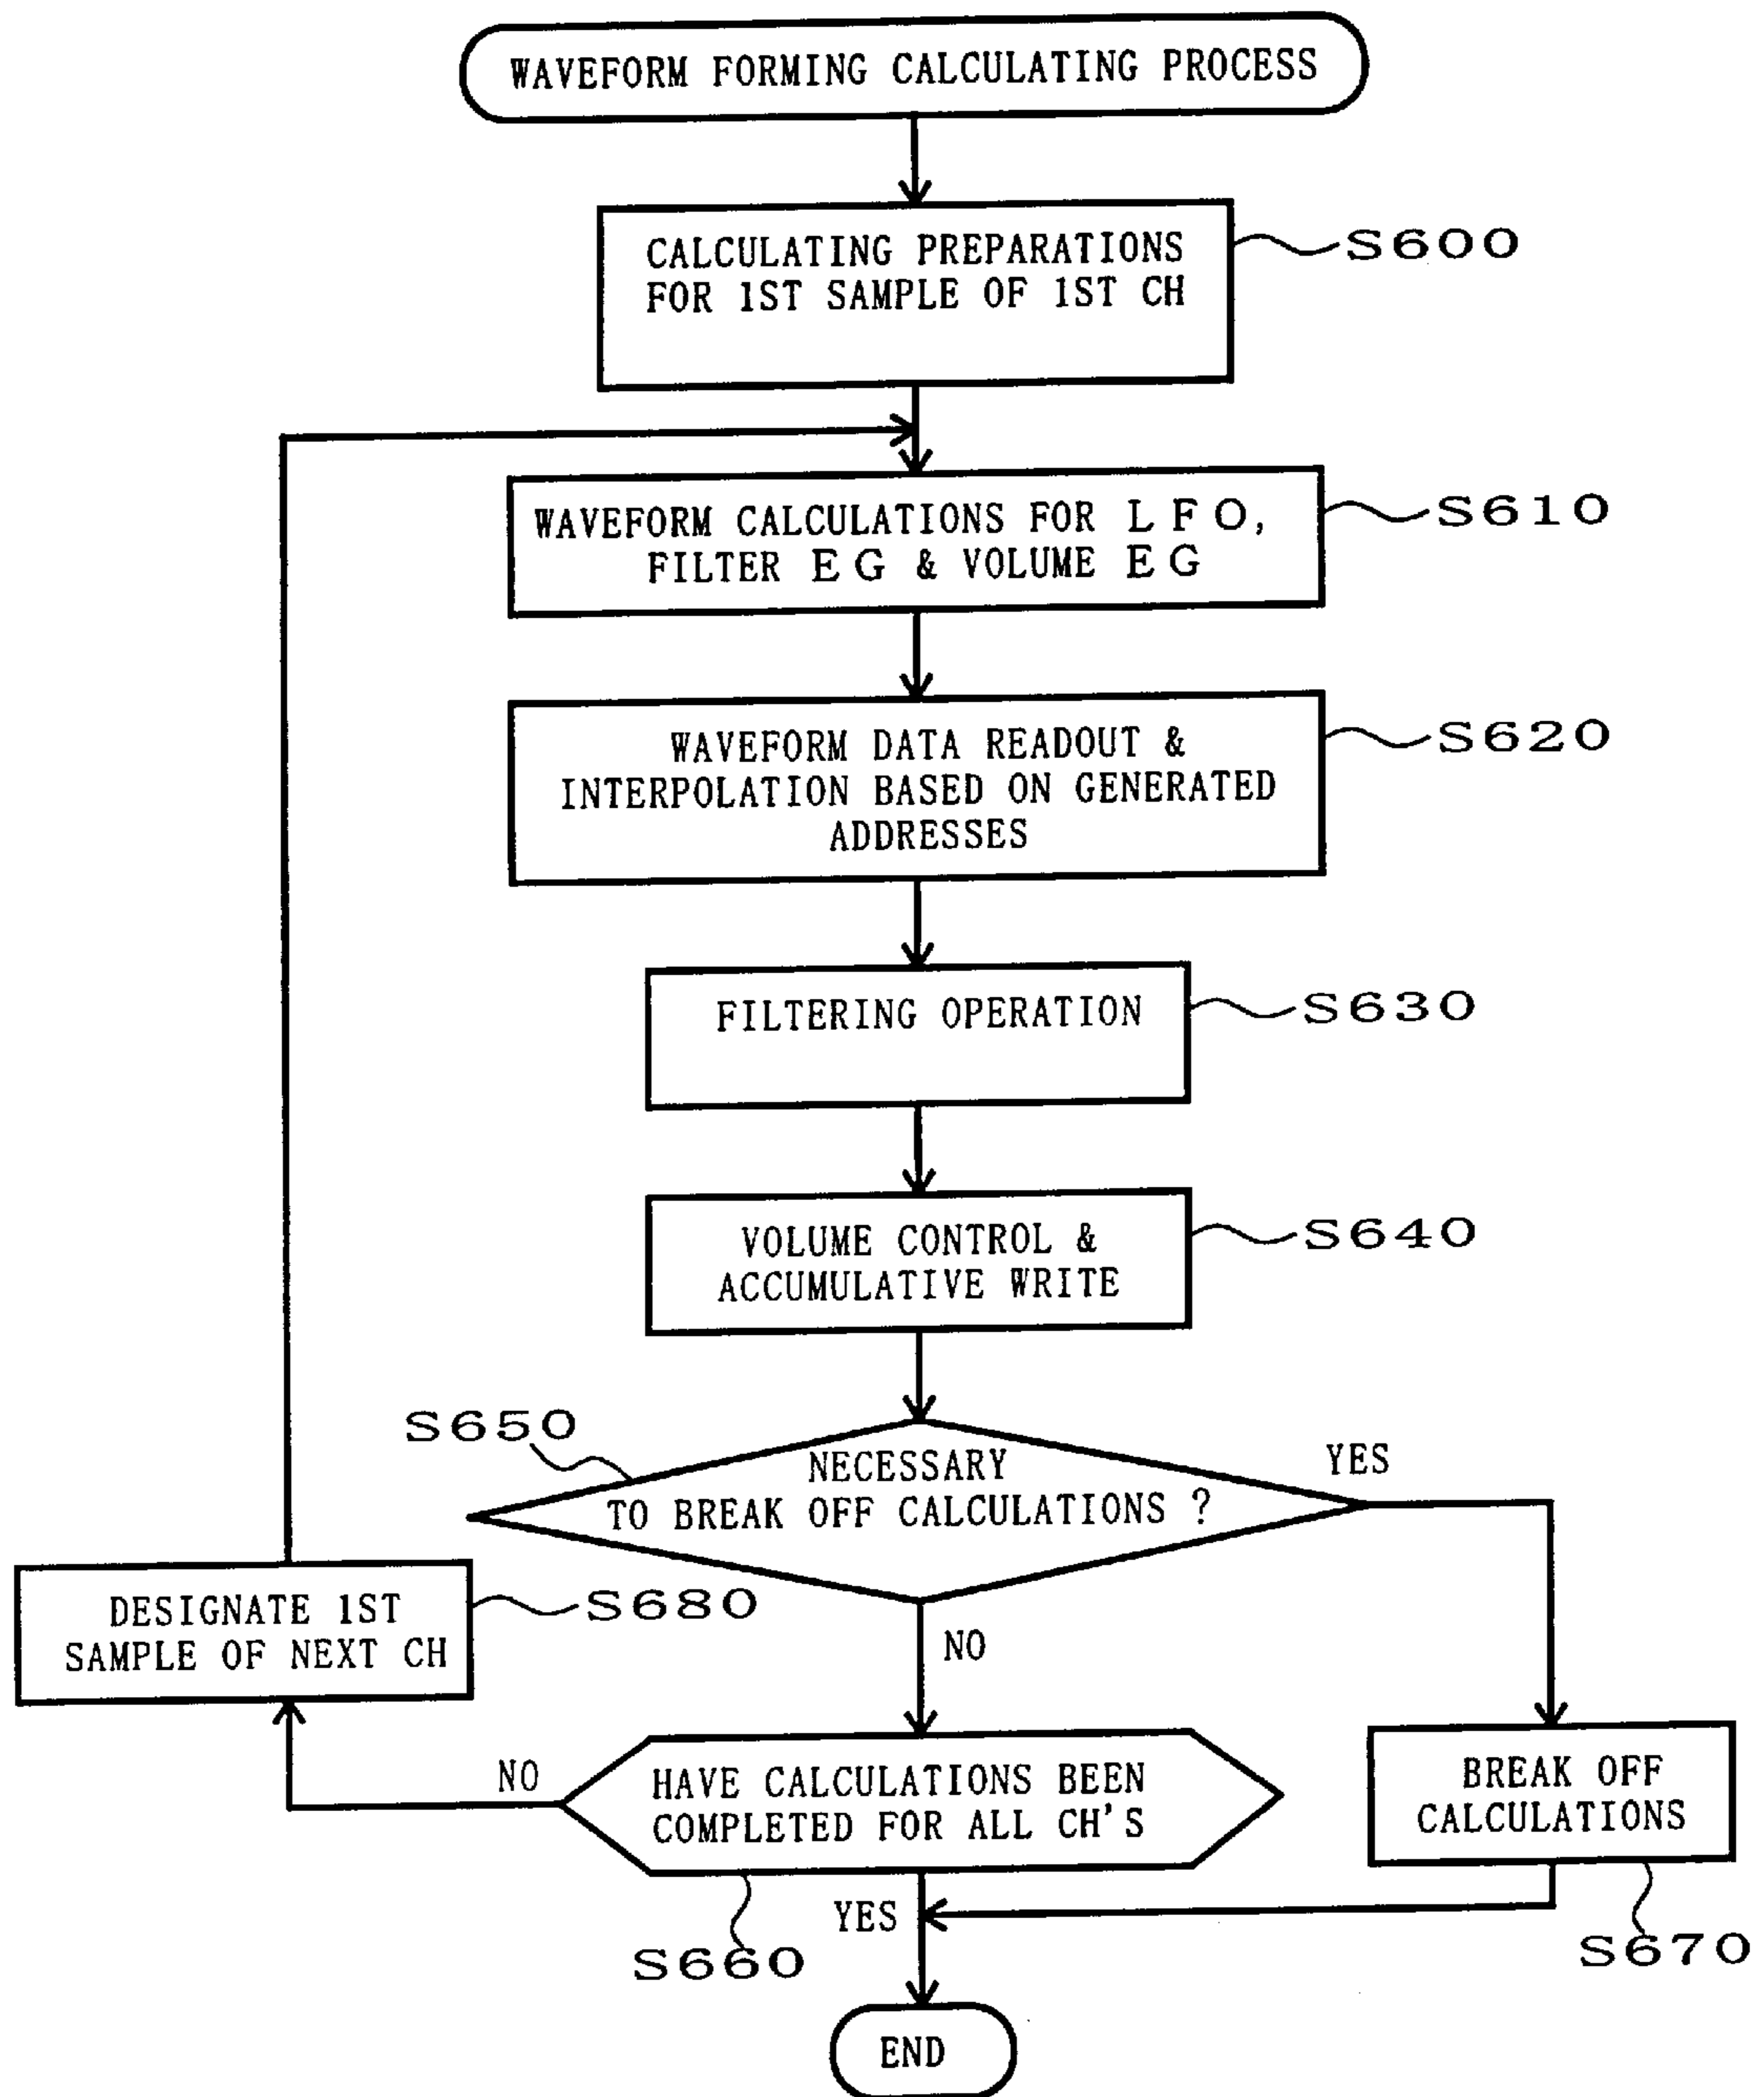 WAVEFORM FORMING CALCULATING PROCESS
CALCULATING PREPARATIONS
FOR 1ST SAMPLE OF 1ST CH
S600
WAVEFORM CALCULATIONS FOR LFO,
FILTER EG & VOLUME EG
S610
WAVEFORM DATA READOUT &
INTERPOLATION BASED ON GENERATED
ADDRESSES
S620
FILTERING OPERATION
S630
VOLUME CONTROL &
ACCUMULATIVE WRITE
S640
S650
NECESSARY
TO BREAK OFF CALCULATIONS ?
YES
NO
DESIGNATE 1ST
SAMPLE OF NEXT CH
S680
NO
HAVE CALCULATIONS BEEN
COMPLETED FOR ALL CH'S
S660
YES
BREAK OFF
CALCULATIONS
S670
END